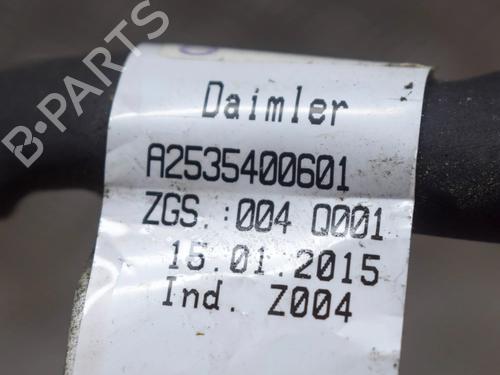 B-PARTS
Daimler
A2535400601
ZGS.:004 Q001
15.01.2015
Ind. Z004